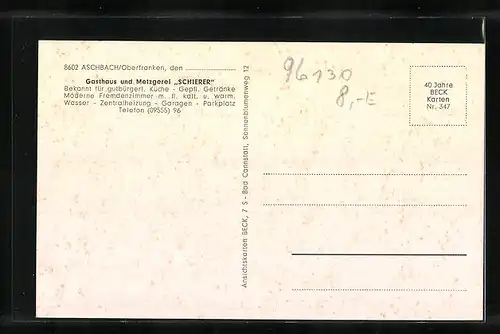 8602 ASCHBACH/Oberfranken, den
Gasthaus und Metzgerei „SCHIERER"
Bekannt für gutbürgerl. Küche - Gepfl. Getränke
Moderne Fremdenzimmer m. fl. kalt. u. warm.
Wasser - Zentralheizung - Garagen - Parkplatz
Telefon (09555) 96
Ansichtskarten BECK, 7 S - Bad Cannstatt, Sonnenblumenweg 12
96130
8,-E
40 Jahre
BECK
Karten
Nr. 347